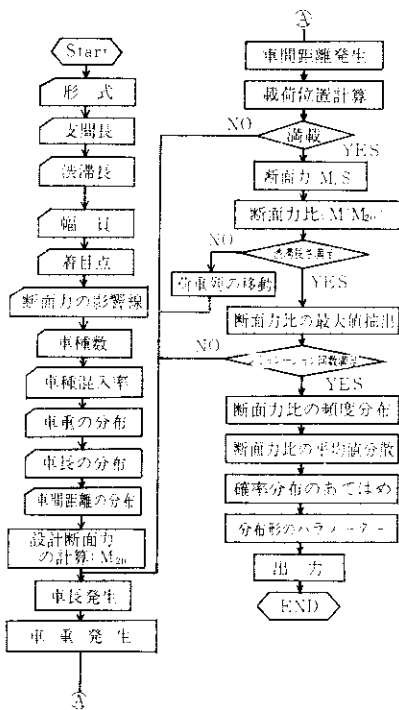 Start
形式
支間長
渋滞長
幅員
着目点
断面力の影響線
車種数
車種混入率
車重の分布
車長の分布
車間距離の分布
設計断面力
の計算: M20
車長発生
車重発生
A
A
車間距離発生
載荷位置計算
NO
満載
YES
断面力 M, S
断面力比: M/M20
NO
荷重列の移動
YES
断面力比の最大値抽出
NO
YES
断面力比の頻度分布
断面力比の平均値分散
確率分布のあてはめ
分布形のパラメーター
出力
END